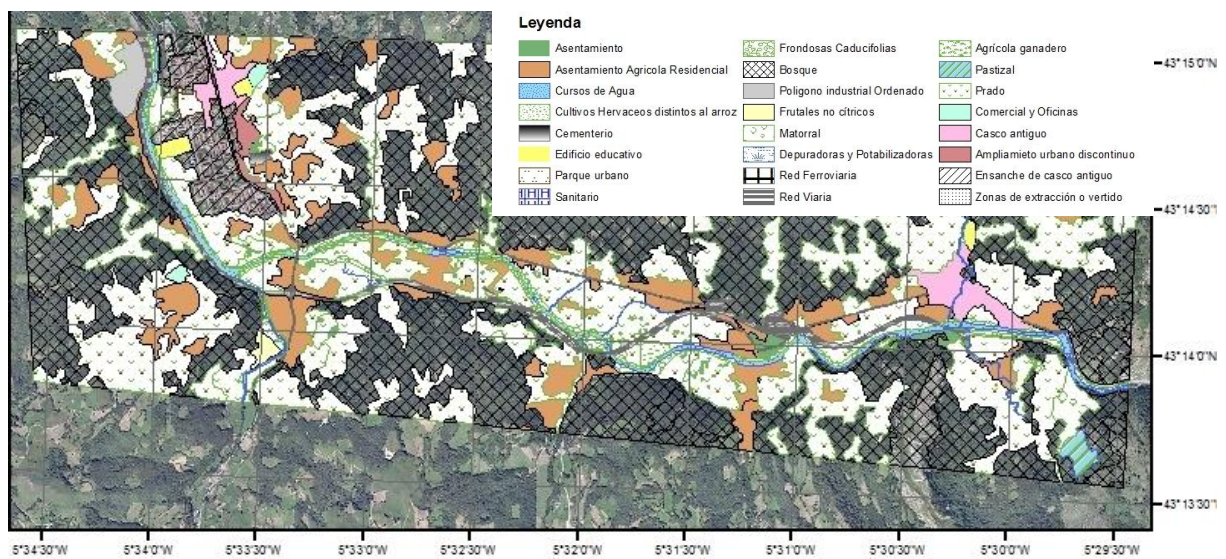 Leyenda
Asentamiento
Asentamiento Agricola Residencial
Cursos de Agua
Cultivos Hervaceos distintos al arroz
Cementerio
Edificio educativo
Parque urbano
Sanitario
Frondosas Caducifolias
Bosque
Poligono industrial Ordenado
Frutales no cítricos
Matorral
Depuradoras y Potabilizadoras
Red Ferroviaria
Red Viaria
Agrícola ganadero
Pastizal
Prado
Comercial y Oficinas
Casco antiguo
Ampliamieto urbano discontinuo
Ensanche de casco antiguo
Zonas de extracción o vertido
43°15'0"N
43°14'30"N
43°14'0"N
43°13'30"N
5°34'30"W 5°34'0"W 5°33'30"W 5°33'0"W 5°32'30"W 5°32'0"W 5°31'30"W 5°31'0"W 5°30'30"W 5°30'0"W 5°29'30"W